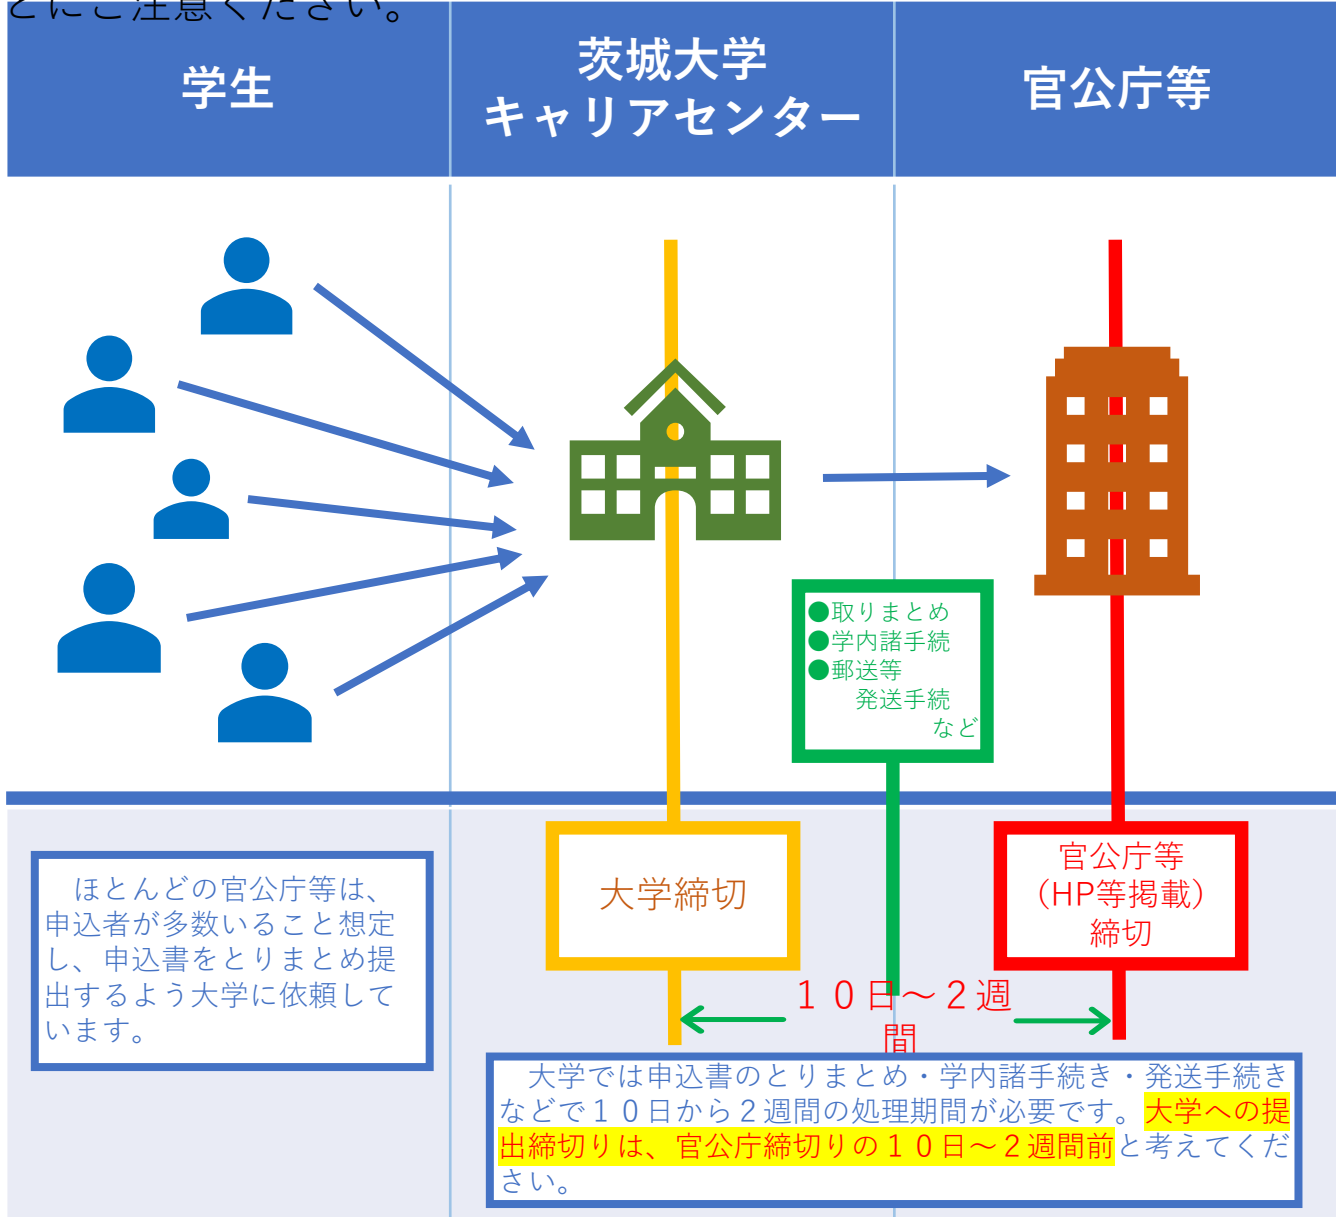 とにご注意ください。
学生
茨城大学
キャリアセンター
官公庁等
●取りまとめ
●学内諸手続
●郵送等
発送手続
など
大学締切
官公庁等
（HP等掲載）
締切
ほとんどの官公庁等は、
申込者が多数いること想定
し、申込書をとりまとめ提
出するよう大学に依頼して
います。
１０日～２週
間
大学では申込書のとりまとめ・学内諸手続き・発送手続き
などで１０日から２週間の処理期間が必要です。大学への提
出締切りは、官公庁締切りの１０日～２週間前と考えてくだ
さい。